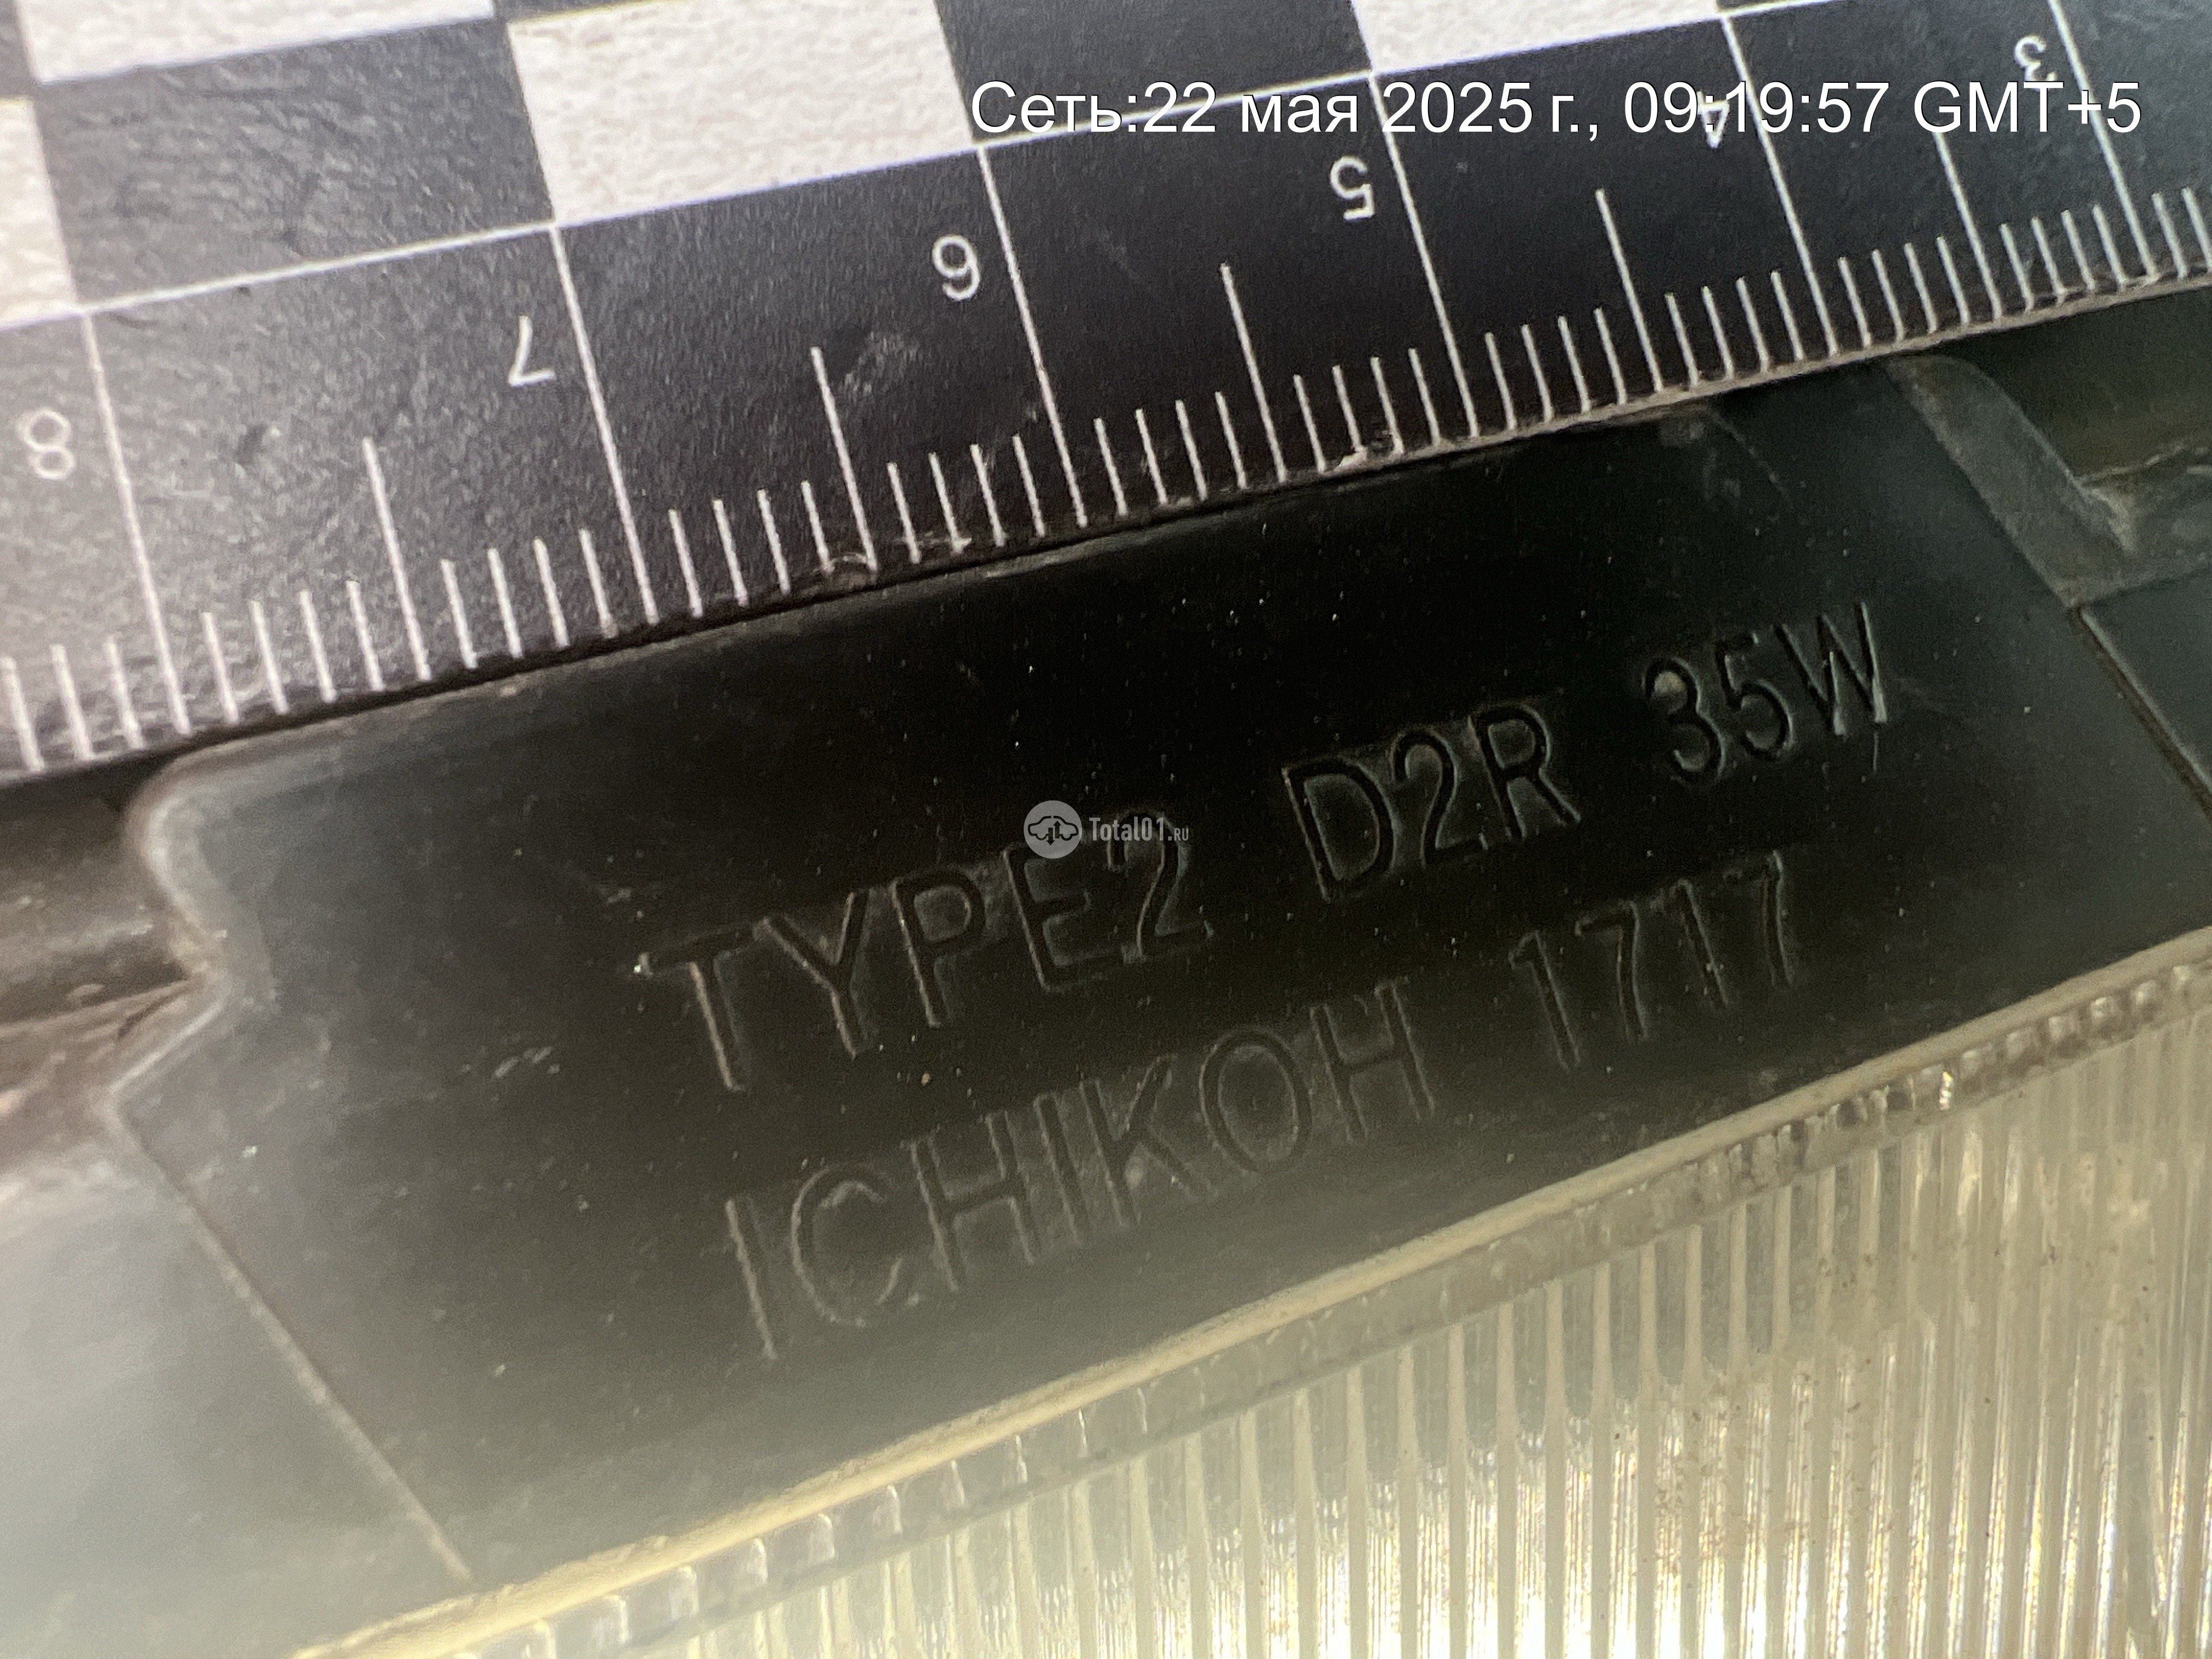 Сеть:22 мая 2025 г., 09:19:57 GMT+5
8 7 6 5 4 3
Total01.RU
TYPE2 D2R 35W
ICHIKOH 1717